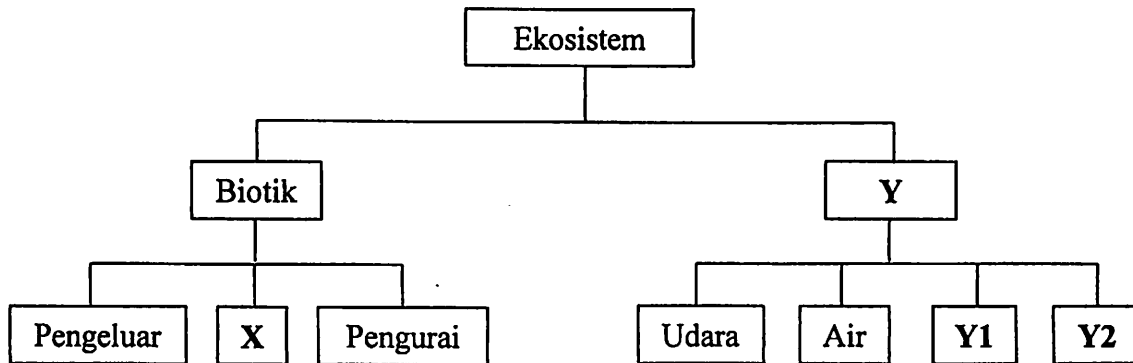 Ekosistem
Biotik
Y
Pengeluar
X
Pengurai
Udara
Air
Y1
Y2